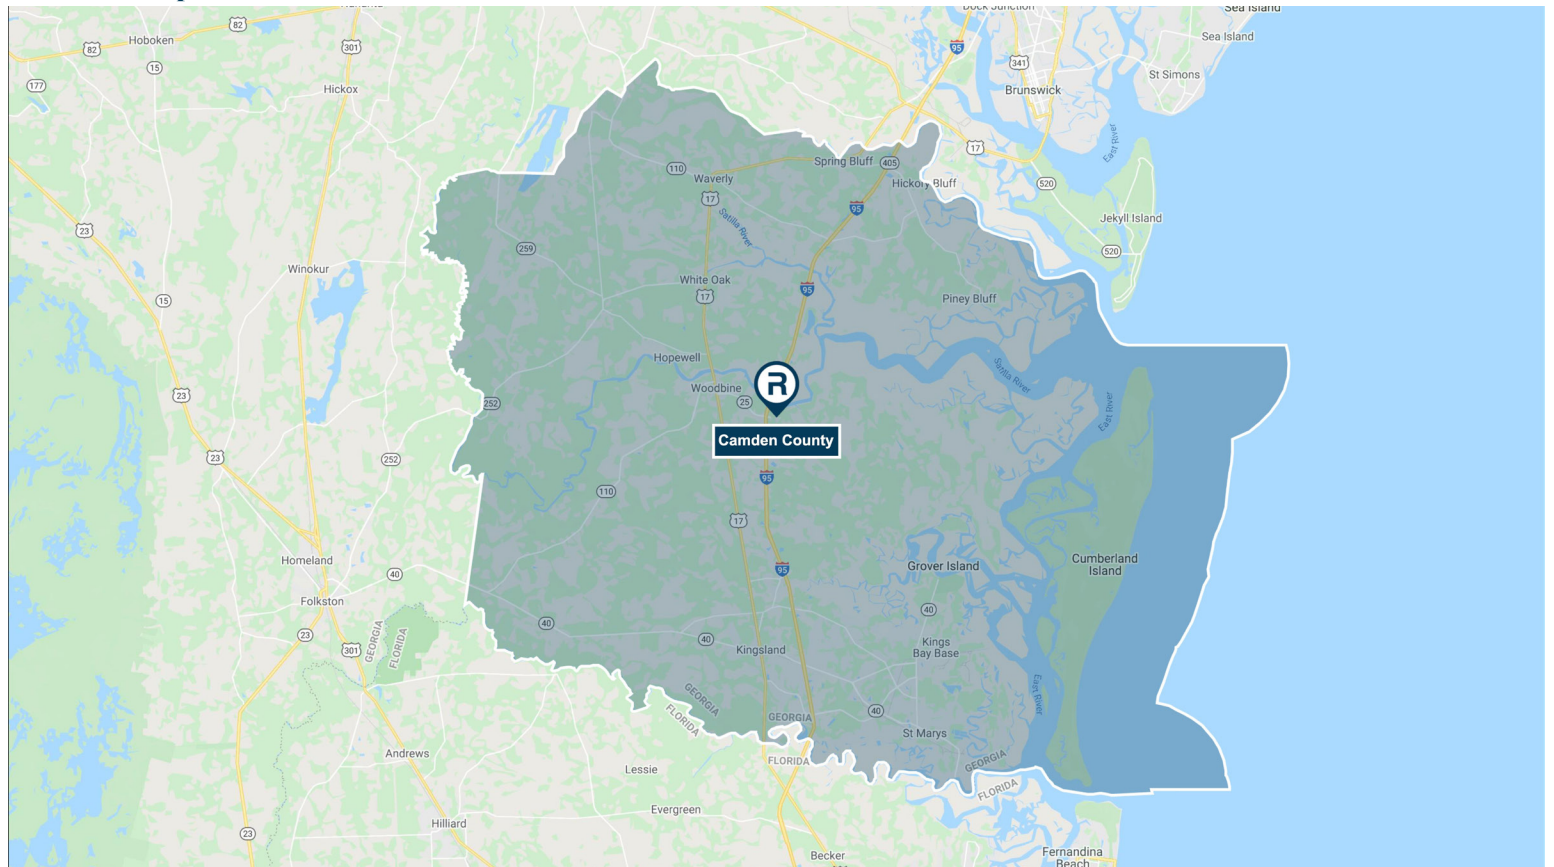 Dock Junction
Sea Island
82
Hoboken
82
301
95
Sea Island
15
341
St Simons
177
Hickox
Brunswick
East River
17
110
Spring Bluff
405
Waverly
Hickory Bluff
520
17
95
Satilla River
Jekyll Island
23
259
520
Winokur
White Oak
95
15
17
Piney Bluff
Hopewell
Satilla River
R
Woodbine
23
252
25
East River
Camden County
23
252
95
110
17
Homeland
95
Grover Island
Cumberland
Island
40
Folkston
40
40
23
GEORGIA
FLORIDA
301
40
Kingsland
Kings
Bay Base
East River
GEORGIA
FLORIDA
40
GEORGIA
St Marys
Andrews
FLORIDA
GEORGIA
FLORIDA
Lessie
Evergreen
Hilliard
23
Becker
Fernandina
Beach